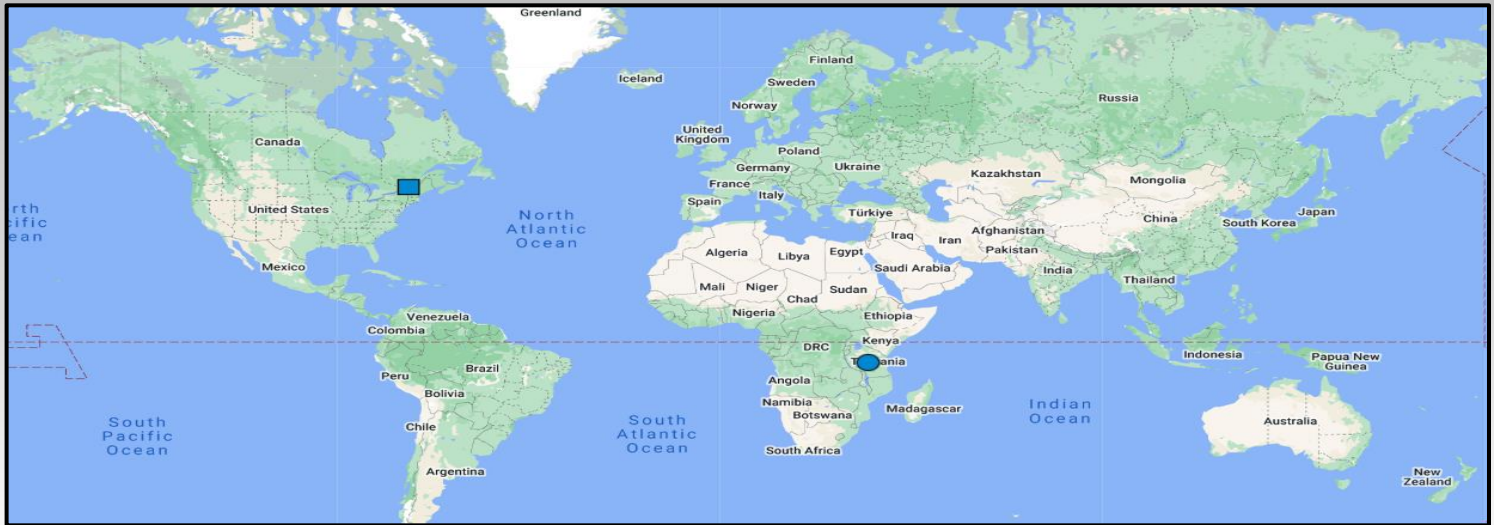 Greenland
Iceland
Finland
Sweden
Norway
Russia
United
Kingdom
Canada
Poland
Germany
Ukraine
France
Kazakhstan
Mongolia
Italy
Spain
United States
Türkiye
North
Atlantic
Ocean
rth
cific
ean
China
South Korea
Japan
Afghanistan
Iraq
Iran
Pakistan
Algeria
Libya
Egypt
Saudi Arabia
Mexico
India
Thailand
Mali
Niger
Sudan
Chad
Nigeria
Ethiopia
Venezuela
Colombia
Kenya
DRC
Indonesia
Papua New
Guinea
Peru
Brazil
Angola
Bolivia
Namibia
Botswana
Madagascar
Indian
Ocean
South
Pacific
Ocean
Chile
South
Atlantic
Ocean
Australia
South Africa
Argentina
New
Zealand